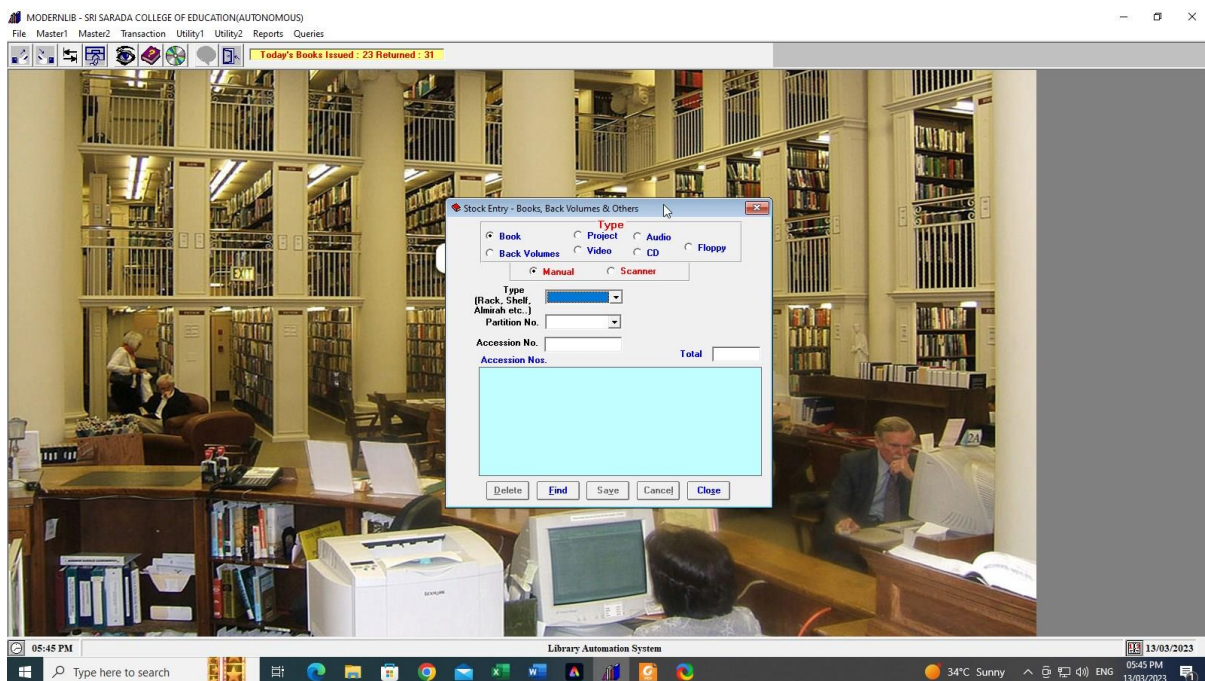 MODERNLIB - SRI SARADA COLLEGE OF EDUCATION(AUTONOMOUS)
File Master1 Master2 Transaction Utility1 Utility2 Reports Queries
Today's Books Issued : 23 Returned : 31
Stock Entry - Books, Back Volumes & Others
Type
Book Project Audio
Back Volumes Video CD Floppy
Manual Scanner
Type
(Rack, Shelf,
Almirah etc..)
Partition No.
Accession No.
Accession Nos. Total
Delete Find Save Cancel Close
EXIT
2A
05:45 PM Library Automation System 13/03/2023
Type here to search 34°C Sunny ENG 05:45 PM
13/03/2023